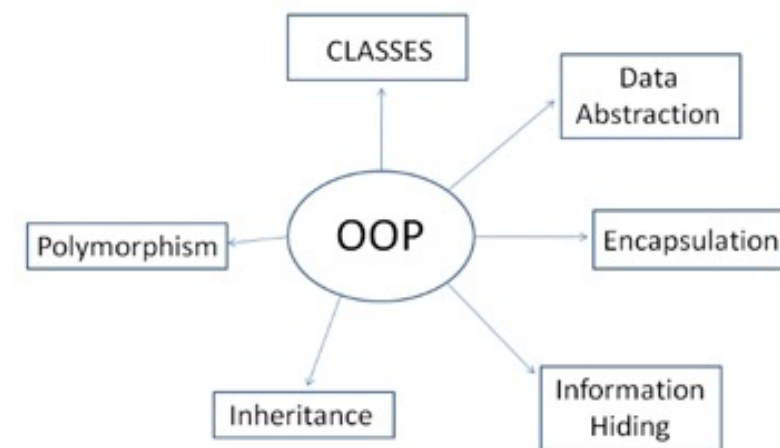 CLASSES
Data
Abstraction
OOP
Polymorphism
Encapsulation
Inheritance
Information
Hiding